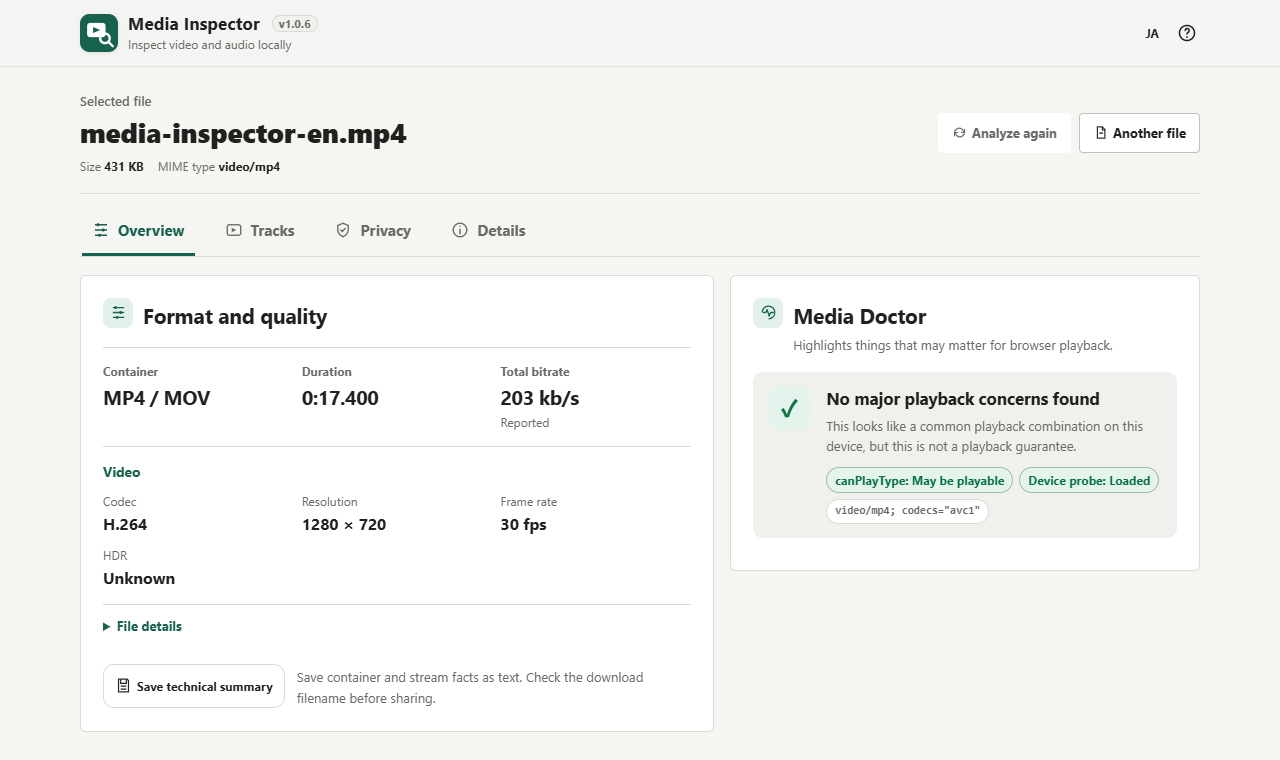 Media Inspector v1.0.6
Inspect video and audio locally
JA
Selected file
media-inspector-en.mp4
Size 431 KB MIME type video/mp4
Analyze again
Another file
Overview
Tracks
Privacy
Details
Format and quality
Container
MP4 / MOV
Duration
0:17.400
Total bitrate
203 kb/s
Reported
Video
Codec
H.264
Resolution
1280 × 720
Frame rate
30 fps
HDR
Unknown
File details
Save technical summary
Save container and stream facts as text. Check the download
filename before sharing.
Media Doctor
Highlights things that may matter for browser playback.
No major playback concerns found
This looks like a common playback combination on this
device, but this is not a playback guarantee.
canPlayType: May be playable
Device probe: Loaded
video/mp4; codecs="avc1"